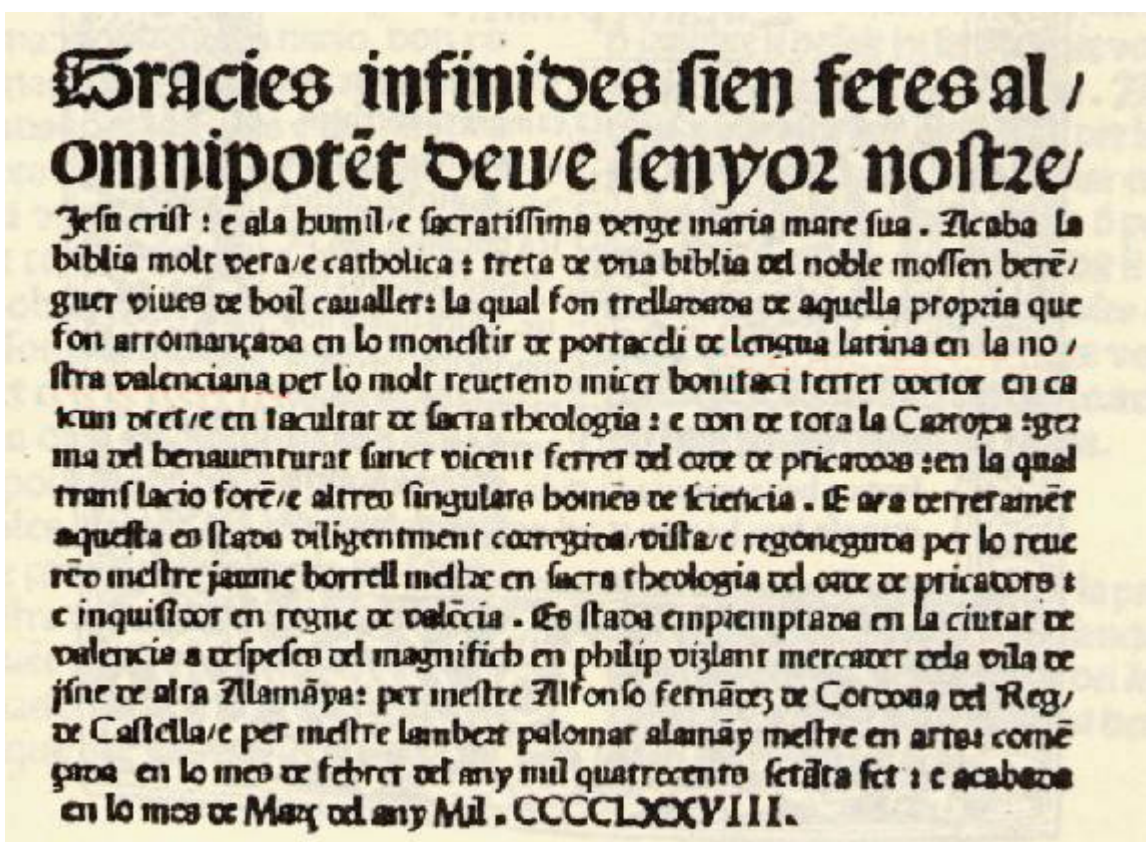 Gracies infinides sien fetes al /
omnipotēt deu/e senyor nostre/
Jesu crist : e ala humil/e sacratissima verge maria mare sua . Acaba la
biblia molt vera/e catholica : treta de vna biblia del noble mossen berē/
guer viues de boil caualler: la qual fon trelladada de aquella propria que
fon arromançada en lo monestir de portaceli de lengua latina en la no /
stra valenciana per lo molt reuerend micer bonifaci ferrer doctor en ca
scun dret/e en facultat de sacra theologia : e don de tota la Cartoxa :ger
ma del benauenturat sanct vicent ferrer del orde de pricadors :en la qual
translacio forē/e altres singulars homēs de sciencia . E ara derreramēt
aquesta es stada diligentment corregida/vista/e regoneguda per lo reue
rēd mestre jaume borrell mestre en sacra theologia del orde de pricadors :
e inquisidor en regne de valēcia . Es stada empremptada en la ciutat de
valencia a despeses del magnifich en philip vizlant mercader dela vila de
jsne de alta Alamāya: per mestre Alfonso fernādez de Cordoua del Reg/
de Castella/e per mestre lambert palomar alamāy mestre en arts: comē
çada en lo mes de febrer del any mil quatrecents setāta set : e acabada
en lo mes de Març del any Mil . CCCCLXXVIII.